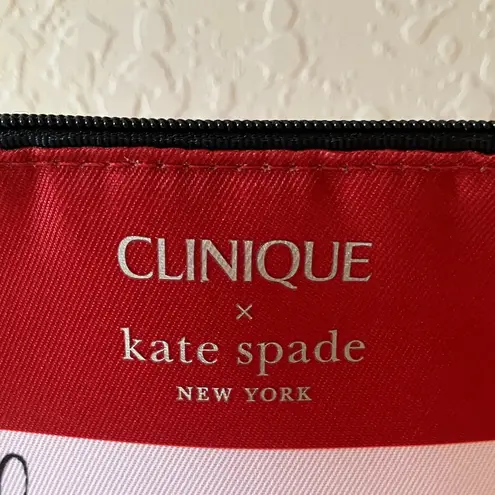 CLINIQUE
×
kate spade
NEW YORK